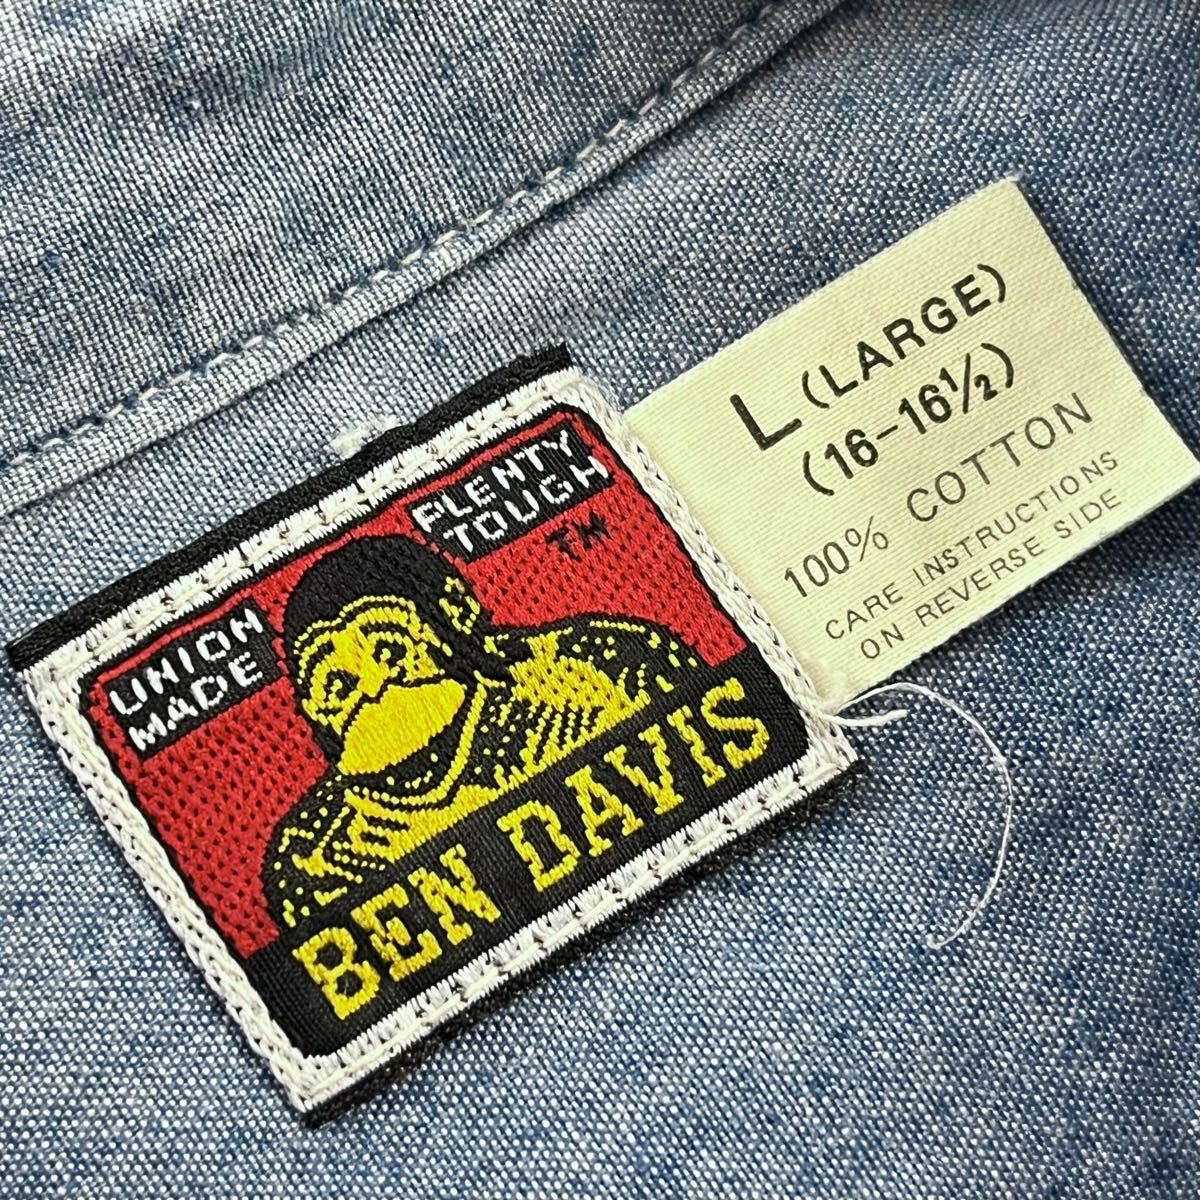 UNION
MADE
PLENTY
TOUGH
TM
BEN DAVIS
L (LARGE)
(16-16½)
100% COTTON
CARE INSTRUCTIONS
ON REVERSE SIDE